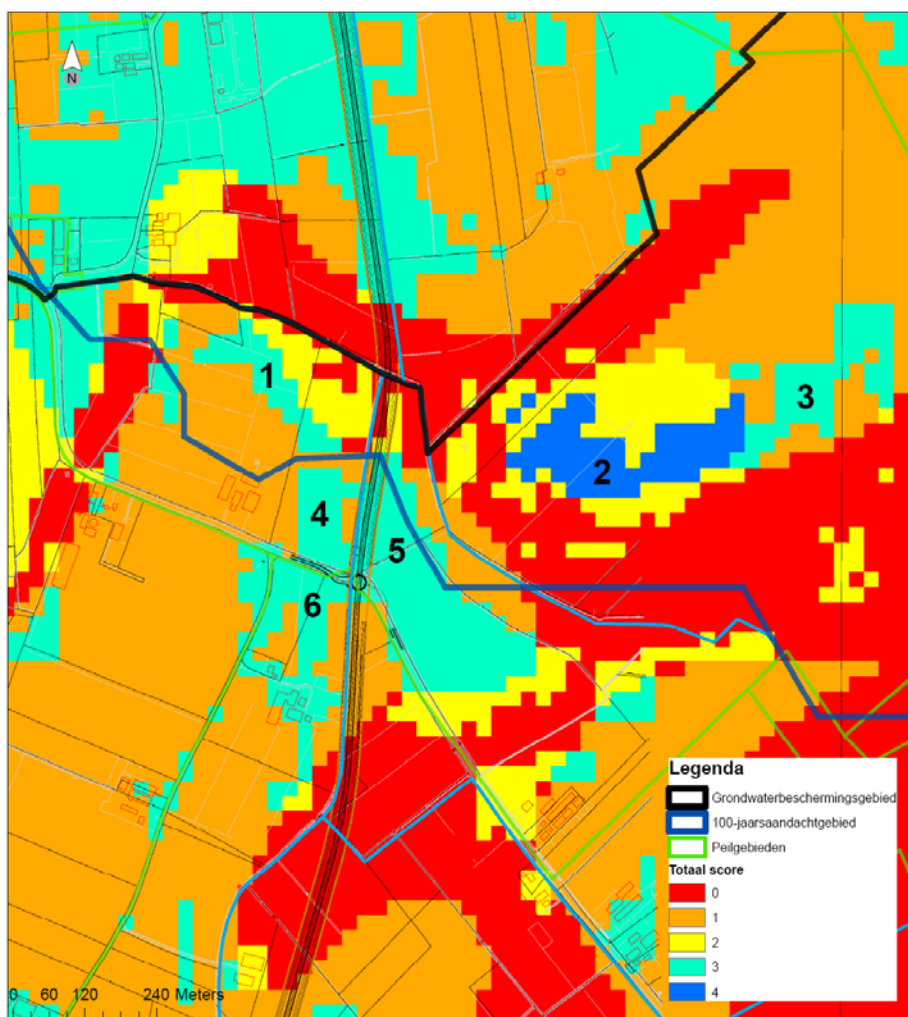 N
1
2
3
4
5
6
Legenda
Grondwaterbeschermingsgebied
100-jaarsaandachtgebied
Peilgebieden
Totaal score
0
1
2
3
4
0 60 120 240 Meters